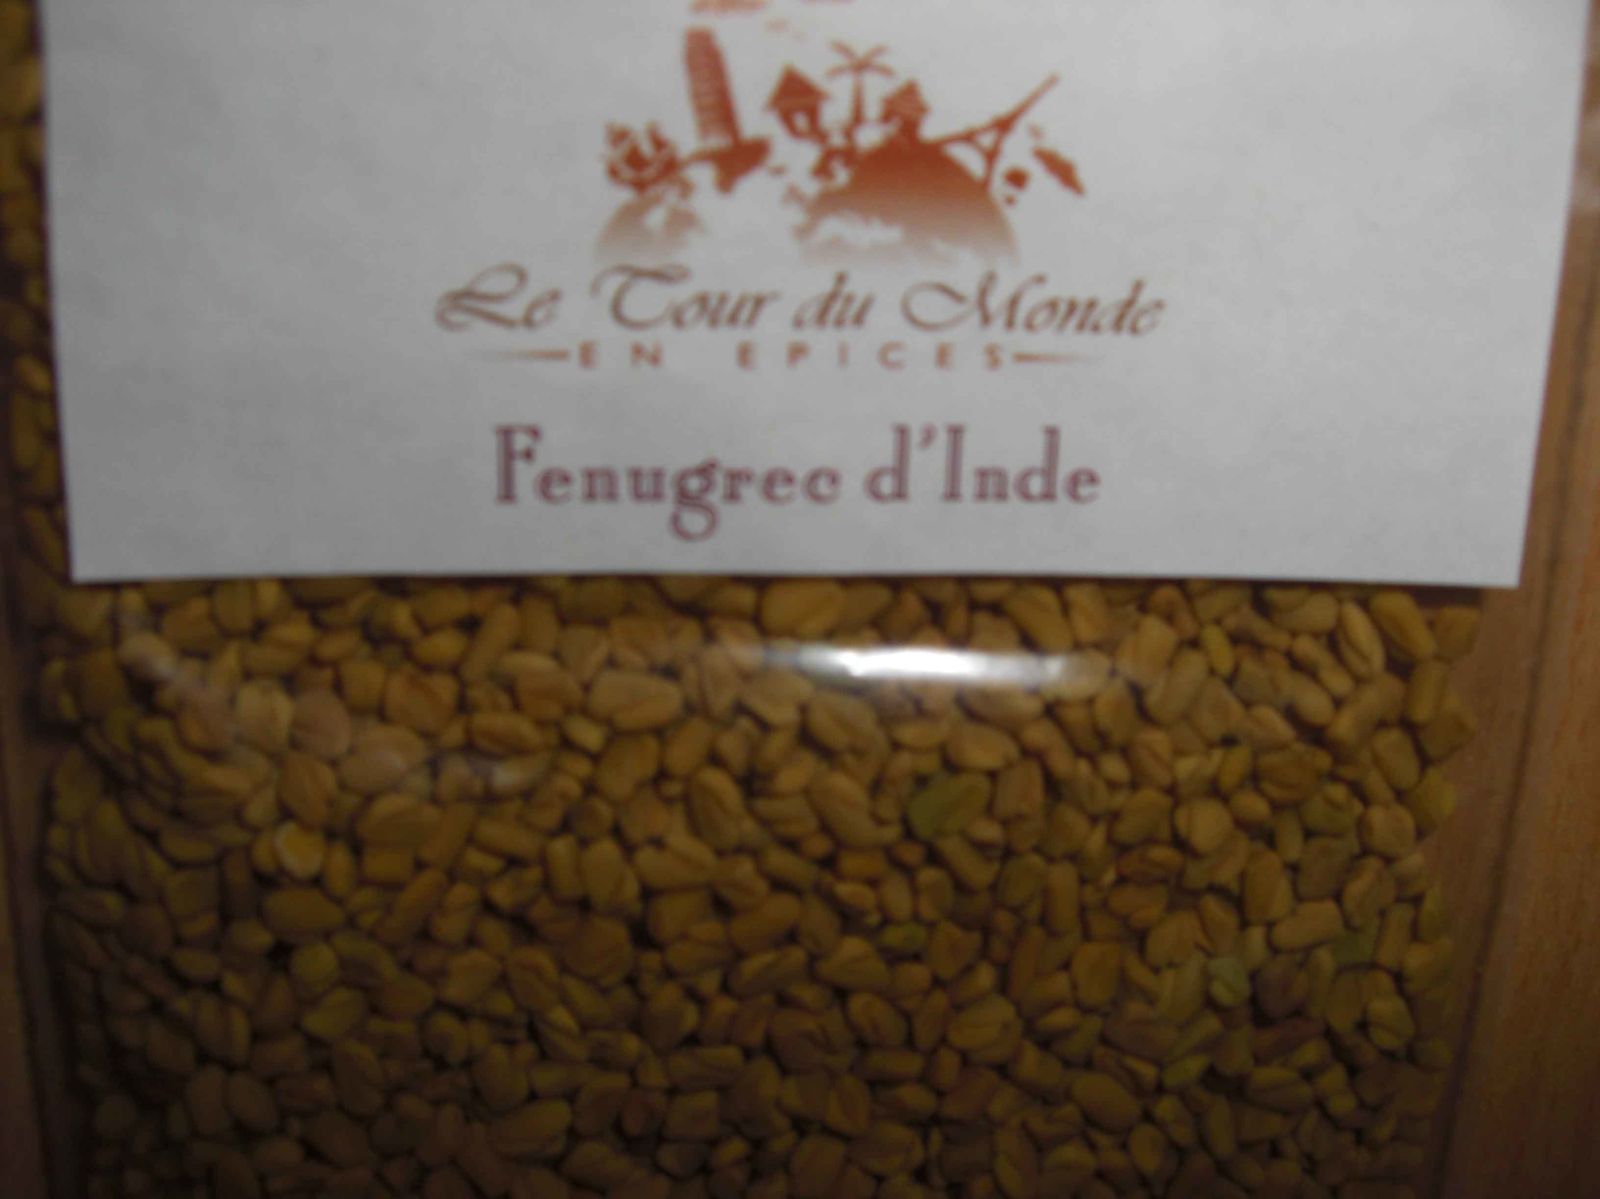 Le Tour du Monde
EN EPICES
Fenugrec d'Inde